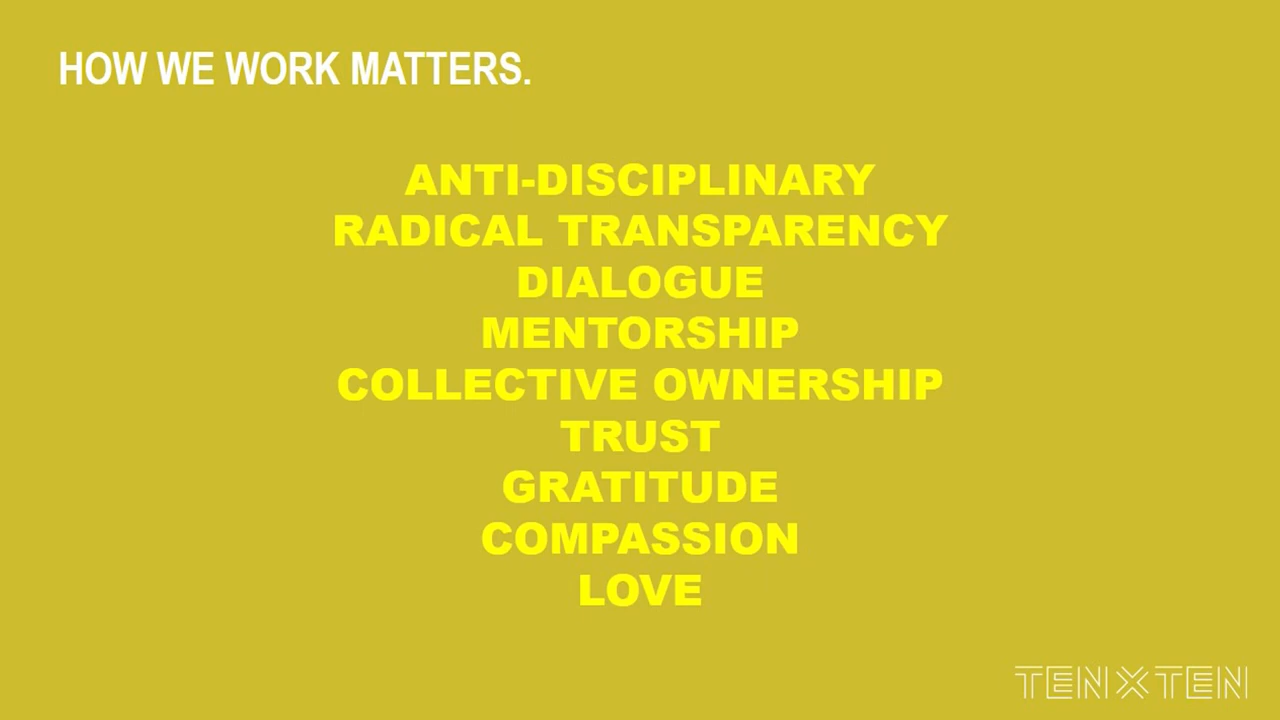 HOW WE WORK MATTERS.
ANTI-DISCIPLINARY
RADICAL TRANSPARENCY
DIALOGUE
MENTORSHIP
COLLECTIVE OWNERSHIP
TRUST
GRATITUDE
COMPASSION
LOVE
TENXTEN